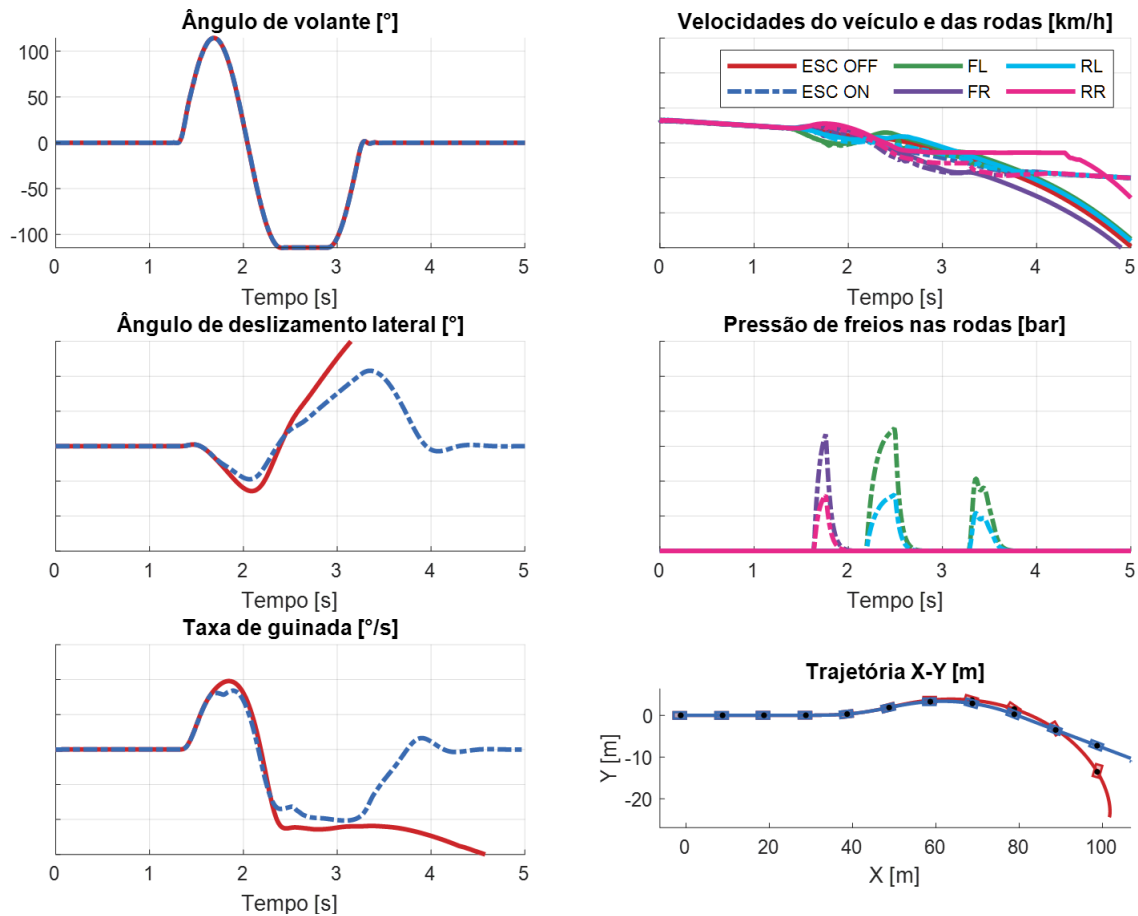 Ângulo de volante [°]
100
50
0
-50
-100
0 1 2 3 4 5
Tempo [s]
Velocidades do veículo e das rodas [km/h]
ESC OFF FL RL
ESC ON FR RR
0 1 2 3 4 5
Tempo [s]
Ângulo de deslizamento lateral [°]
0 1 2 3 4 5
Tempo [s]
Pressão de freios nas rodas [bar]
0 1 2 3 4 5
Tempo [s]
Taxa de guinada [°/s]
0 1 2 3 4 5
Tempo [s]
Trajetória X-Y [m]
Y [m]
0
-10
-20
0 20 40 60 80 100
X [m]